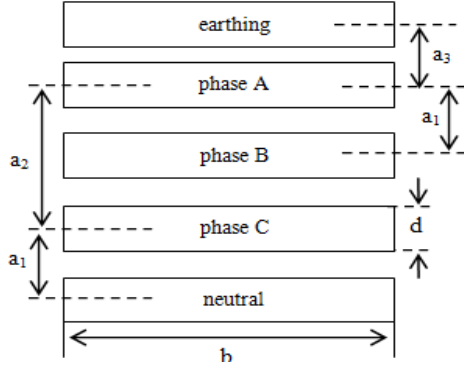 earthing
a3
phase A
a1
phase B
a2
phase C
d
a1
neutral
b